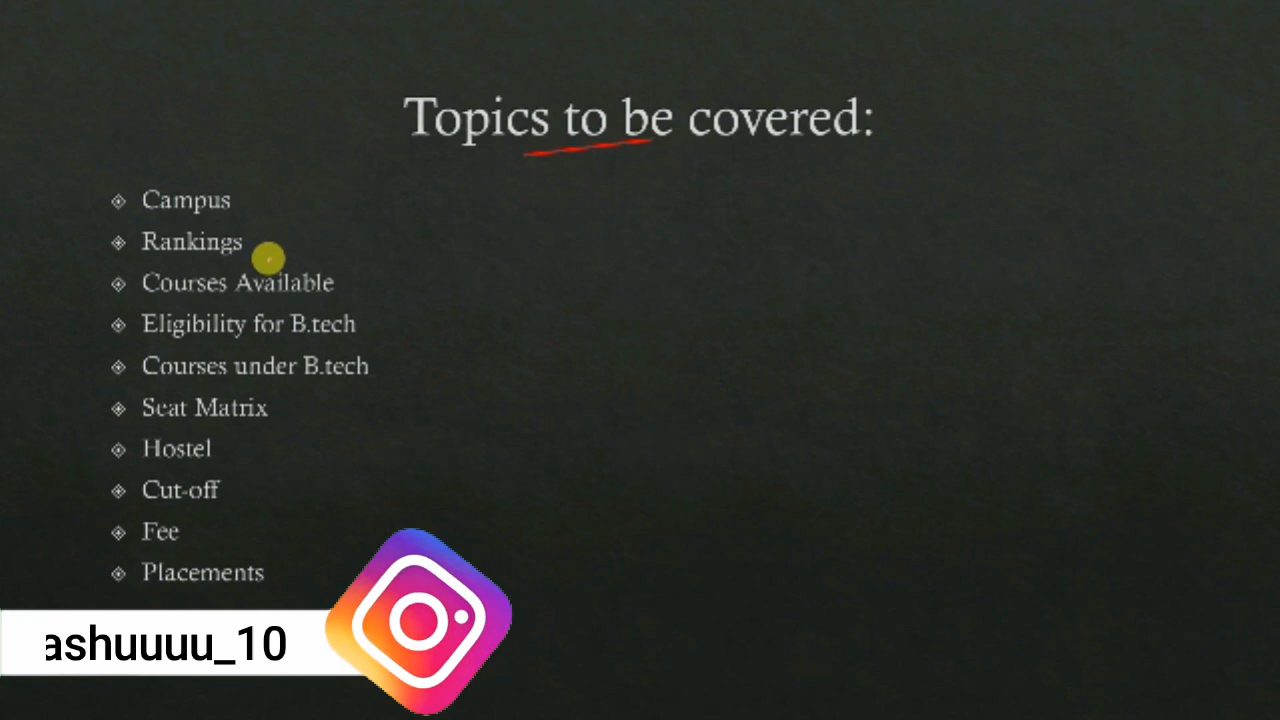 Topics to be covered:
Campus
Rankings
Courses Available
Eligibility for B.tech
Courses under B.tech
Seat Matrix
Hostel
Cut-off
Fee
Placements
ashuuuu_10